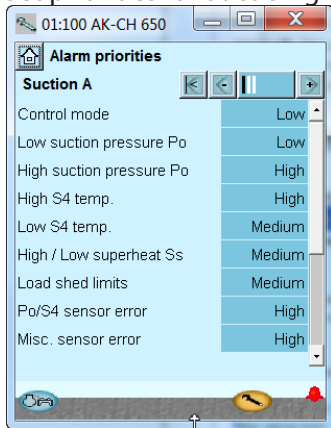 01:100 AK-CH 650
Alarm priorities
Suction A
Control mode Low
Low suction pressure Po Low
High suction pressure Po High
High S4 temp. High
Low S4 temp. Medium
High / Low superheat Ss Medium
Load shed limits Medium
Po/S4 sensor error High
Misc. sensor error High